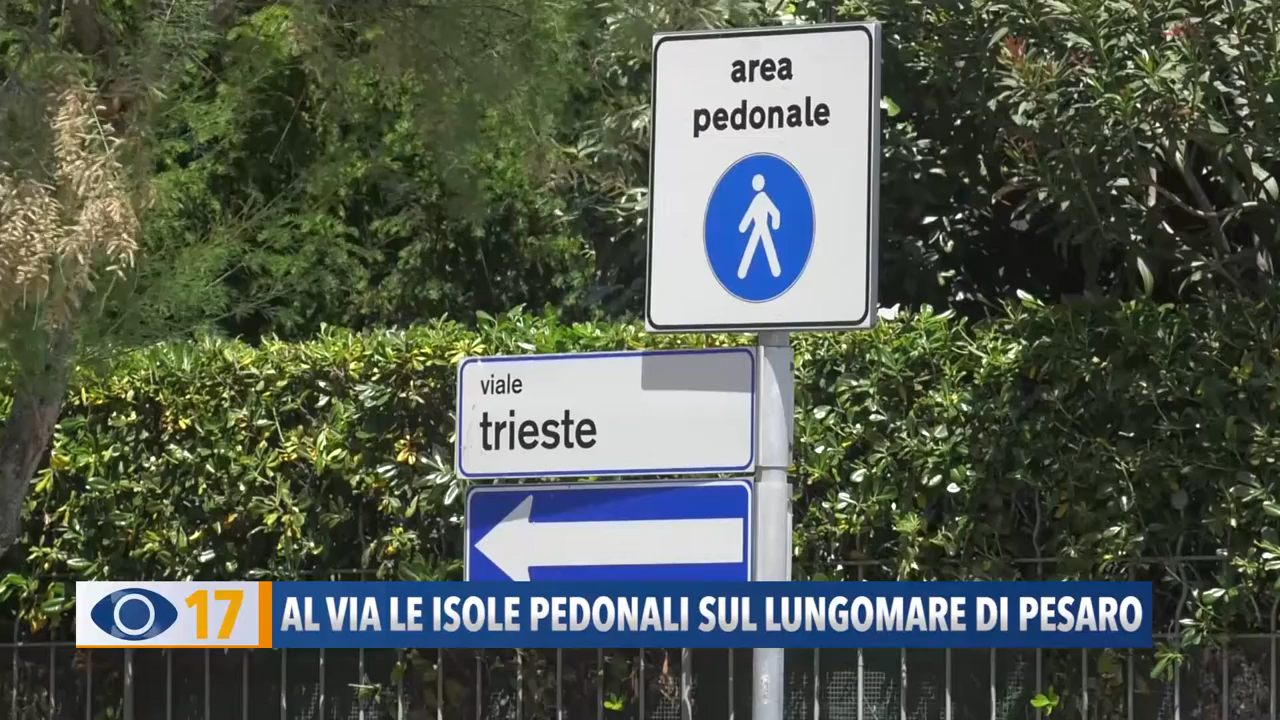 area
pedonale
viale
trieste
17 AL VIA LE ISOLE PEDONALI SUL LUNGOMARE DI PESARO